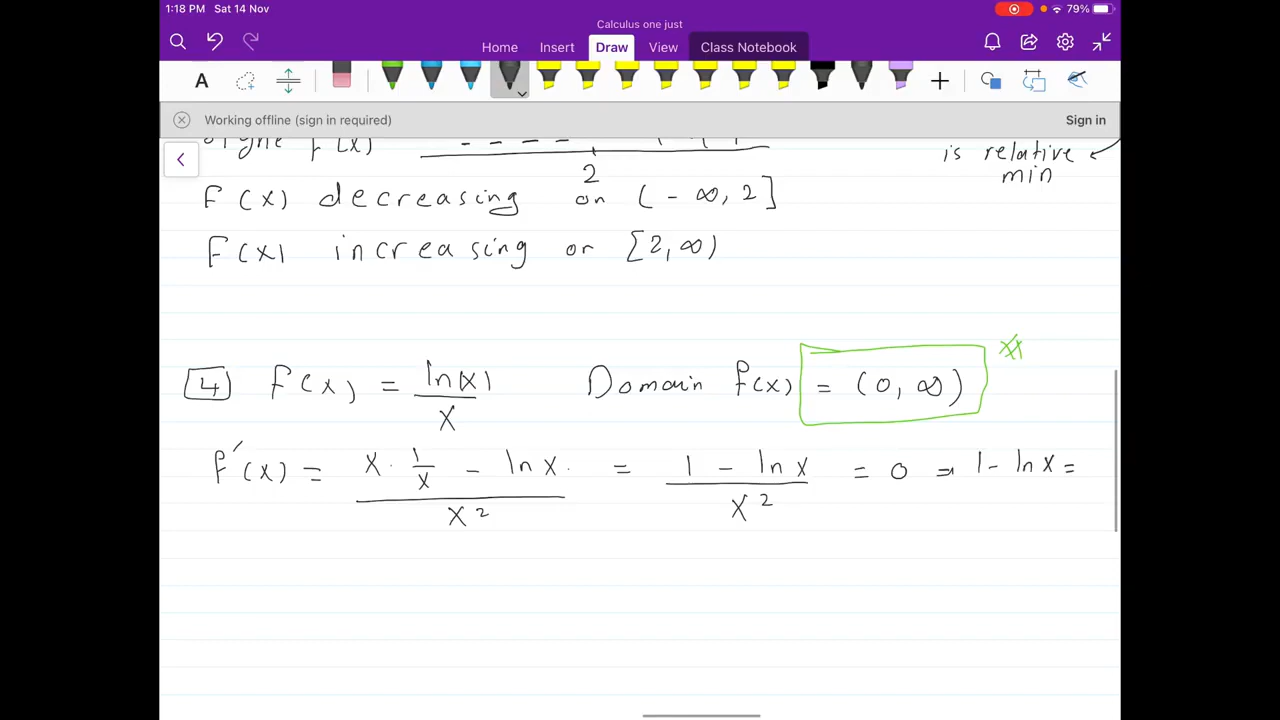 1:18 PM Sat 14 Nov 79%
Calculus one just
Home Insert Draw View Class Notebook
A
Working offline (sign in required) Sign in
f(x) - - - -
2
is relative
min
F(x) decreasing on (-∞, 2]
F(x) increasing on [2, ∞)
4 F(x) = ln(x)/x Domain f(x) = (0, ∞)
F'(x) = (x · 1/x - ln x ·)/x² = (1 - ln x)/x² = 0 ⇒ 1 - ln x =